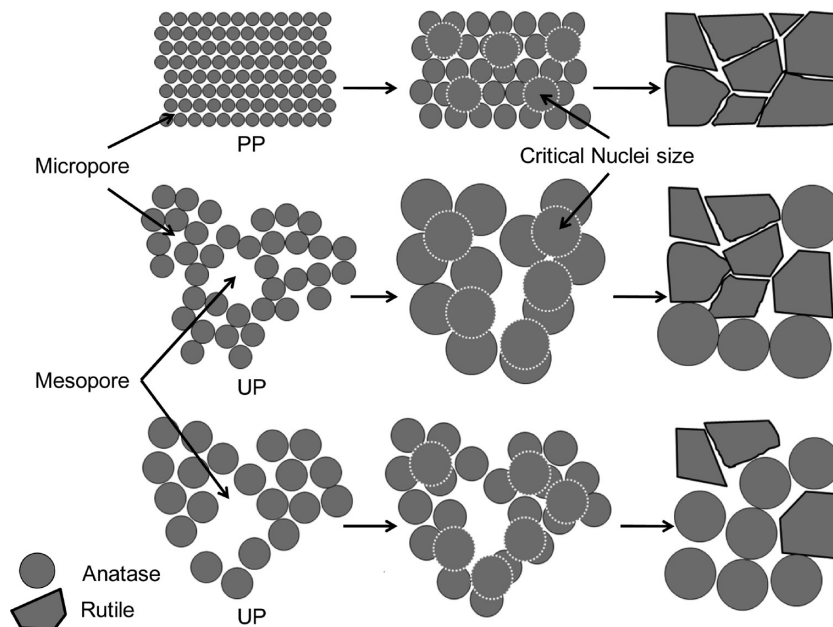 PP
Micropore
Critical Nuclei size
Mesopore
UP
Anatase
Rutile
UP